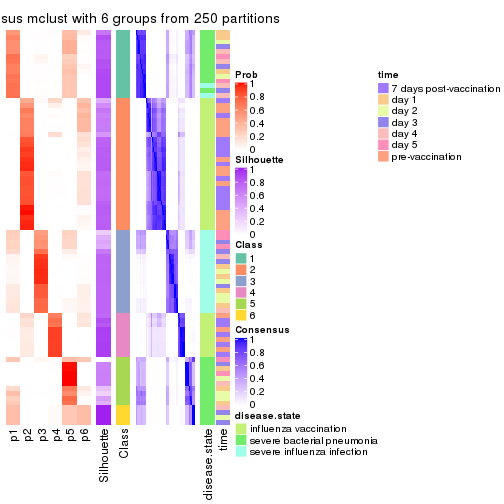 sus mclust with 6 groups from 250 partitions
Prob
1
0.8
0.6
0.4
0.2
0
Silhouette
1
0.8
0.6
0.4
0.2
0
Class
1
2
3
4
5
6
Consensus
1
0.8
0.6
0.4
0.2
0
disease.state
influenza vaccination
severe bacterial pneumonia
severe influenza infection
time
7 days post-vaccination
day 1
day 2
day 3
day 4
day 5
pre-vaccination
p1
p2
p3
p4
p5
p6
Silhouette
Class
disease.state
time